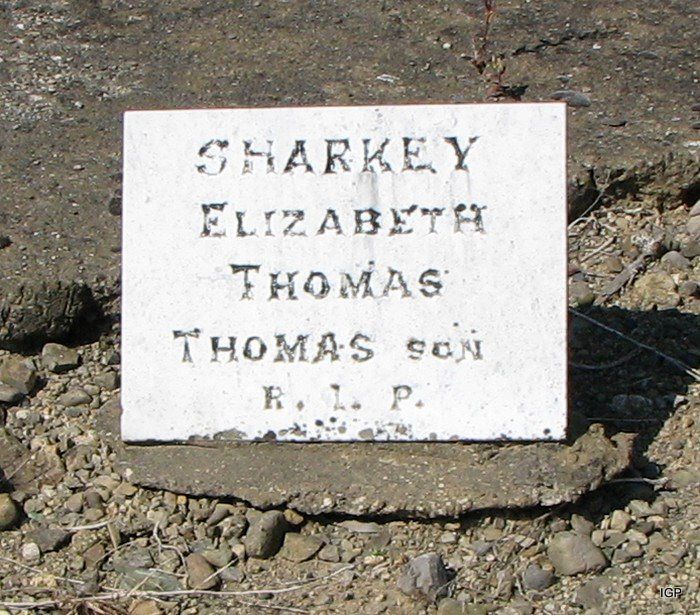 SHARKEY
ELIZABETH
THOMAS
THOMAS SON
R. I. P.
IGP